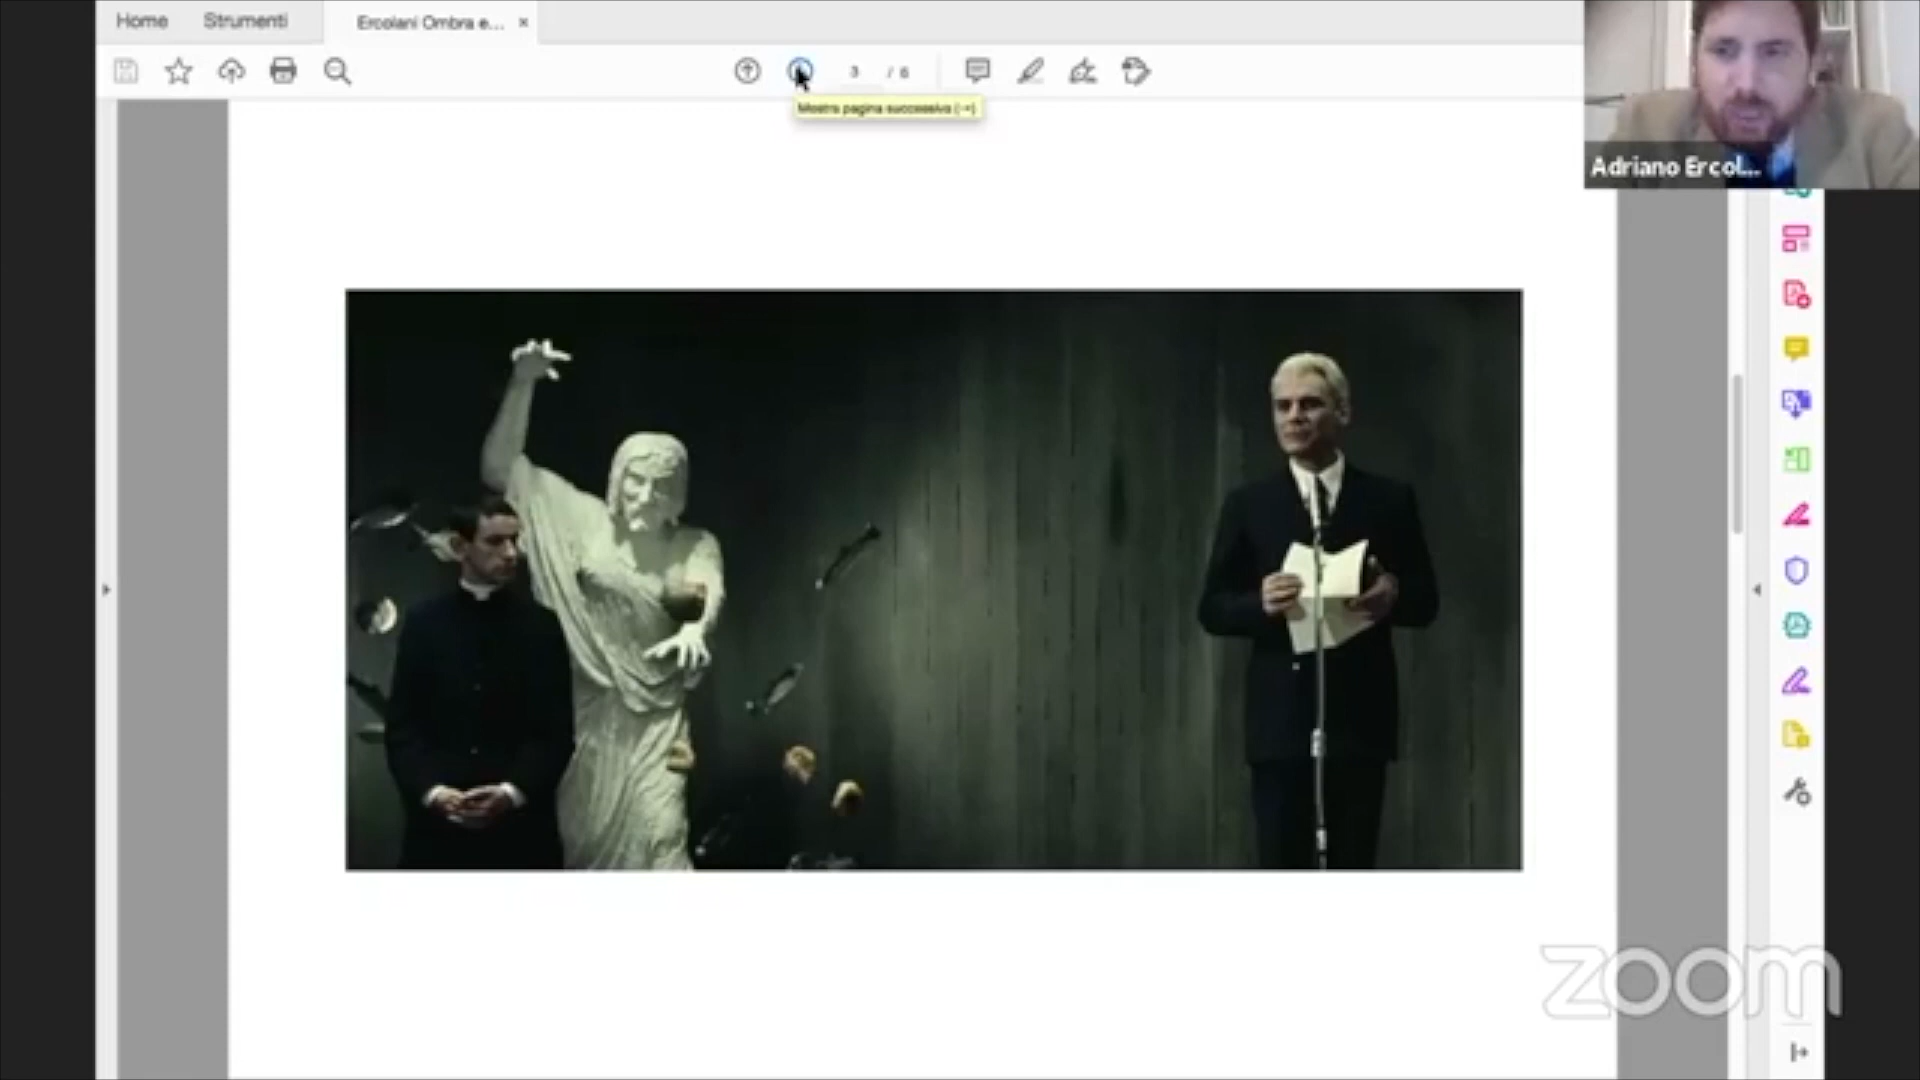 Home
Strumenti
Ercolani Ombra e...
3 / 6
Mostra pagina successiva (→)
Adriano Ercol...
zoom